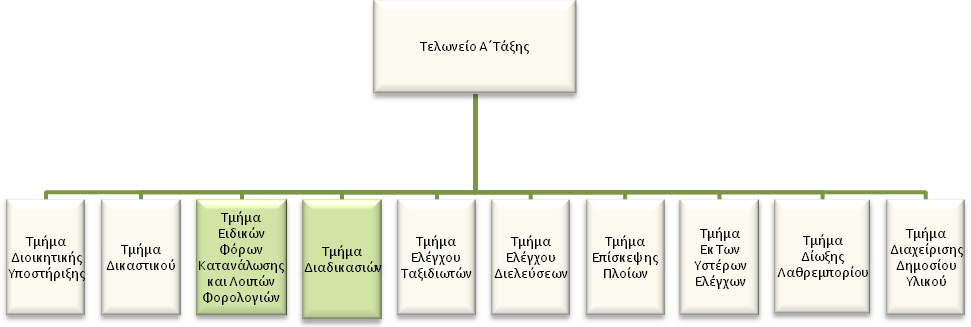 Τελωνείο Α΄Τάξης
Τμήμα
Διοικητικής
Υποστήριξης
Τμήμα
Δικαστικού
Τμήμα
Ειδικών
Φόρων
Κατανάλωσης
και Λοιπών
Φορολογιών
Τμήμα
Διαδικασιών
Τμήμα
Ελέγχου
Ταξιδιωτών
Τμήμα
Ελέγχου
Διελεύσεων
Τμήμα
Επίσκεψης
Πλοίων
Τμήμα
Εκ Των
Υστέρων
Ελέγχων
Τμήμα
Δίωξης
Λαθρεμπορίου
Τμήμα
Διαχείρισης
Δημοσίου
Υλικού